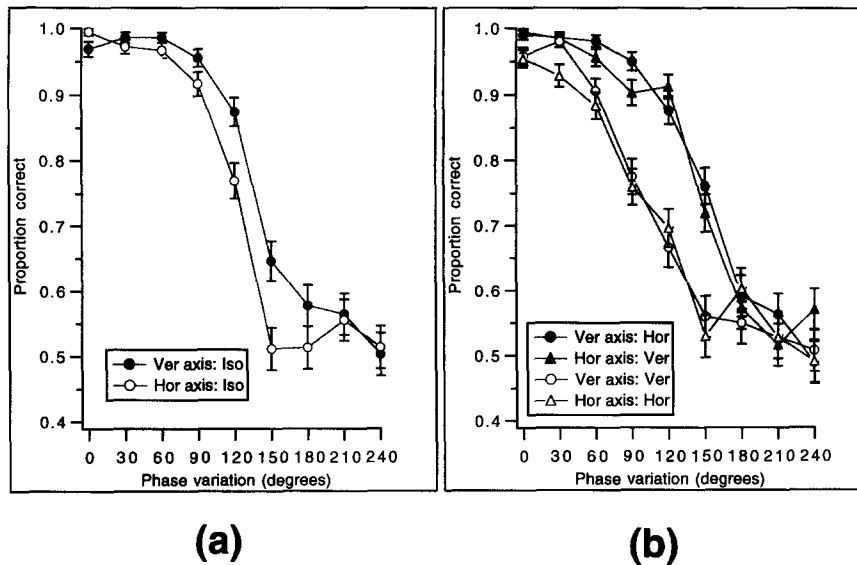 1.0
0.9
0.8
0.7
0.6
0.5
0.4
Proportion correct
Ver axis: Iso
Hor axis: Iso
0 30 60 90 120 150 180 210 240
Phase variation (degrees)
(a)
1.0
0.9
0.8
0.7
0.6
0.5
0.4
Proportion correct
Ver axis: Hor
Hor axis: Ver
Ver axis: Ver
Hor axis: Hor
0 30 60 90 120 150 180 210 240
Phase variation (degrees)
(b)